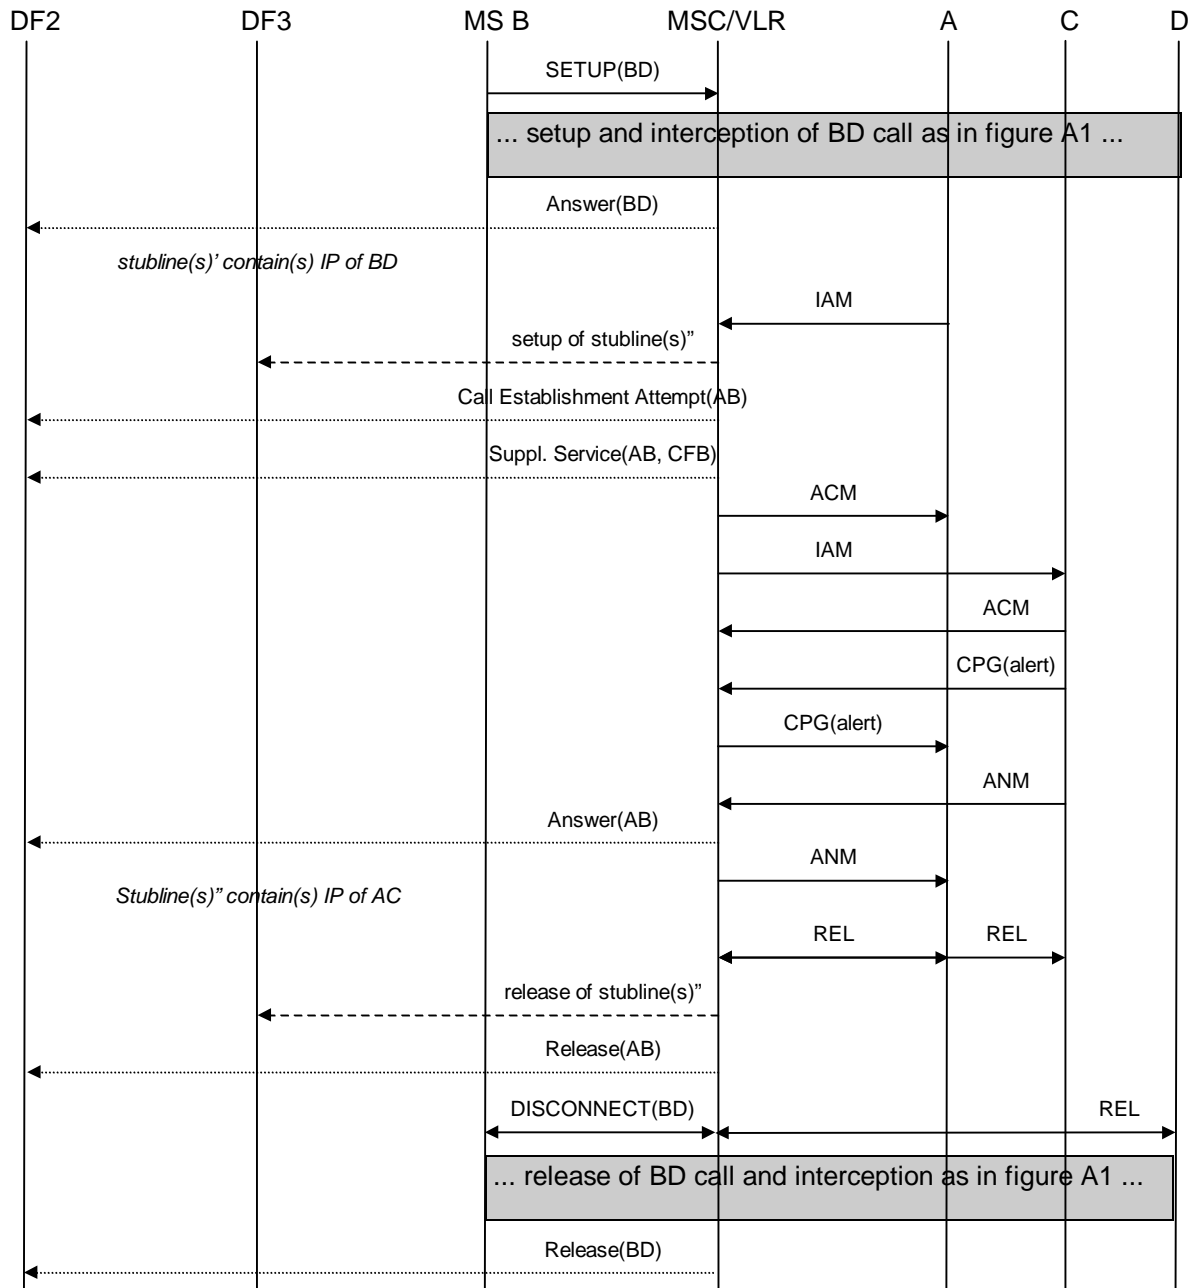 DF2 DF3 MS B MSC/VLR A C D
SETUP(BD)
... setup and interception of BD call as in figure A1 ...
Answer(BD)
stubline(s)’ contain(s) IP of BD
IAM
setup of stubline(s)”
Call Establishment Attempt(AB)
Suppl. Service(AB, CFB)
ACM
IAM
ACM
CPG(alert)
CPG(alert)
ANM
Answer(AB)
ANM
Stubline(s)” contain(s) IP of AC
REL REL
release of stubline(s)”
Release(AB)
DISCONNECT(BD) REL
... release of BD call and interception as in figure A1 ...
Release(BD)